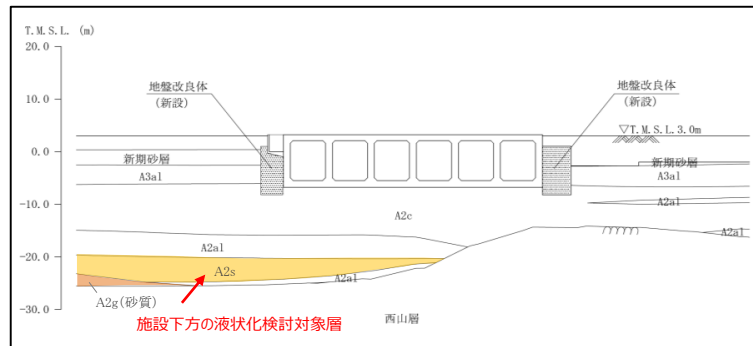 T.M.S.L. (m)
20.0
10.0
0.0
-10.0
-20.0
-30.0
地盤改良体
(新設)
地盤改良体
(新設)
▽T.M.S.L.3.0m
新期砂層
新期砂層
A3al
A3al
A2al
A2c
A2al
A2al
A2s
A2al
A2g(砂質)
施設下方の液状化検討対象層
西山層